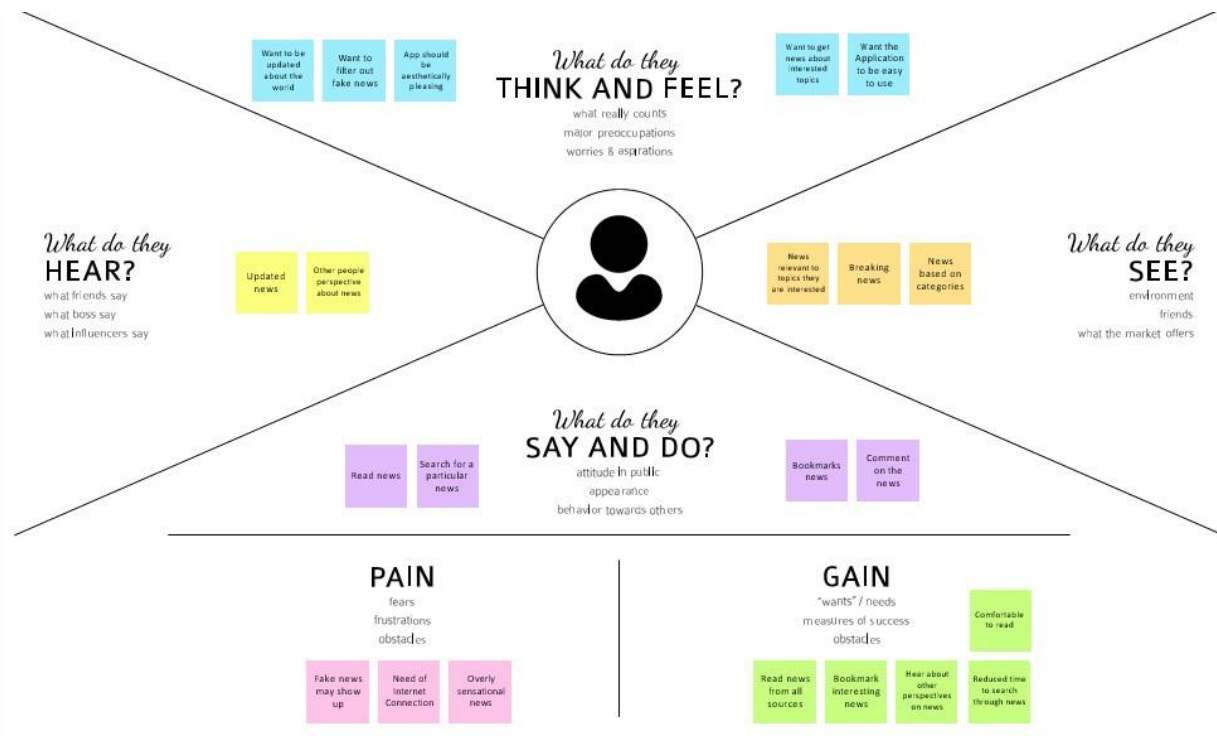 Want to be
updated
about the
world
Want to
filter out
fake news
App should
be
aesthetically
pleasing
What do they
THINK AND FEEL?
what really counts
major preoccupations
worries & aspirations
Want to get
news about
interested
topics
Want the
Application
to be easy
to use
What do they
HEAR?
what friends say
what boss say
what influencers say
Updated
news
Other people
perspective
about news
News
relevant to
topics they
are interested
Breaking
news
News
based on
categories
What do they
SEE?
environment
friends
what the market offers
Read news
Search for a
particular
news
What do they
SAY AND DO?
attitude in public
appearance
behavior towards others
Bookmarks
news
Comment
on the
news
PAIN
fears
frustrations
obstacles
Fake news
may show
up
Need of
Internet
Connection
Overly
sensational
news
GAIN
"wants" / needs
measures of success
obstacles
Comfortable
to read
Read news
from all
sources
Bookmark
interesting
news
Hear about
other
perspectives
on news
Reduced time
to search
through news